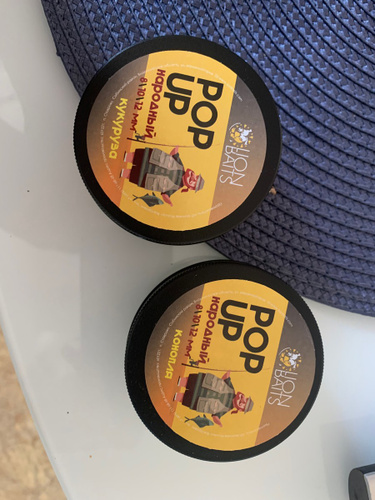 LION
BAITS
POP
UP
народный
8/10/12 мм
кукуруза
LION
BAITS
POP
UP
народный
8/10/12 мм
конопля